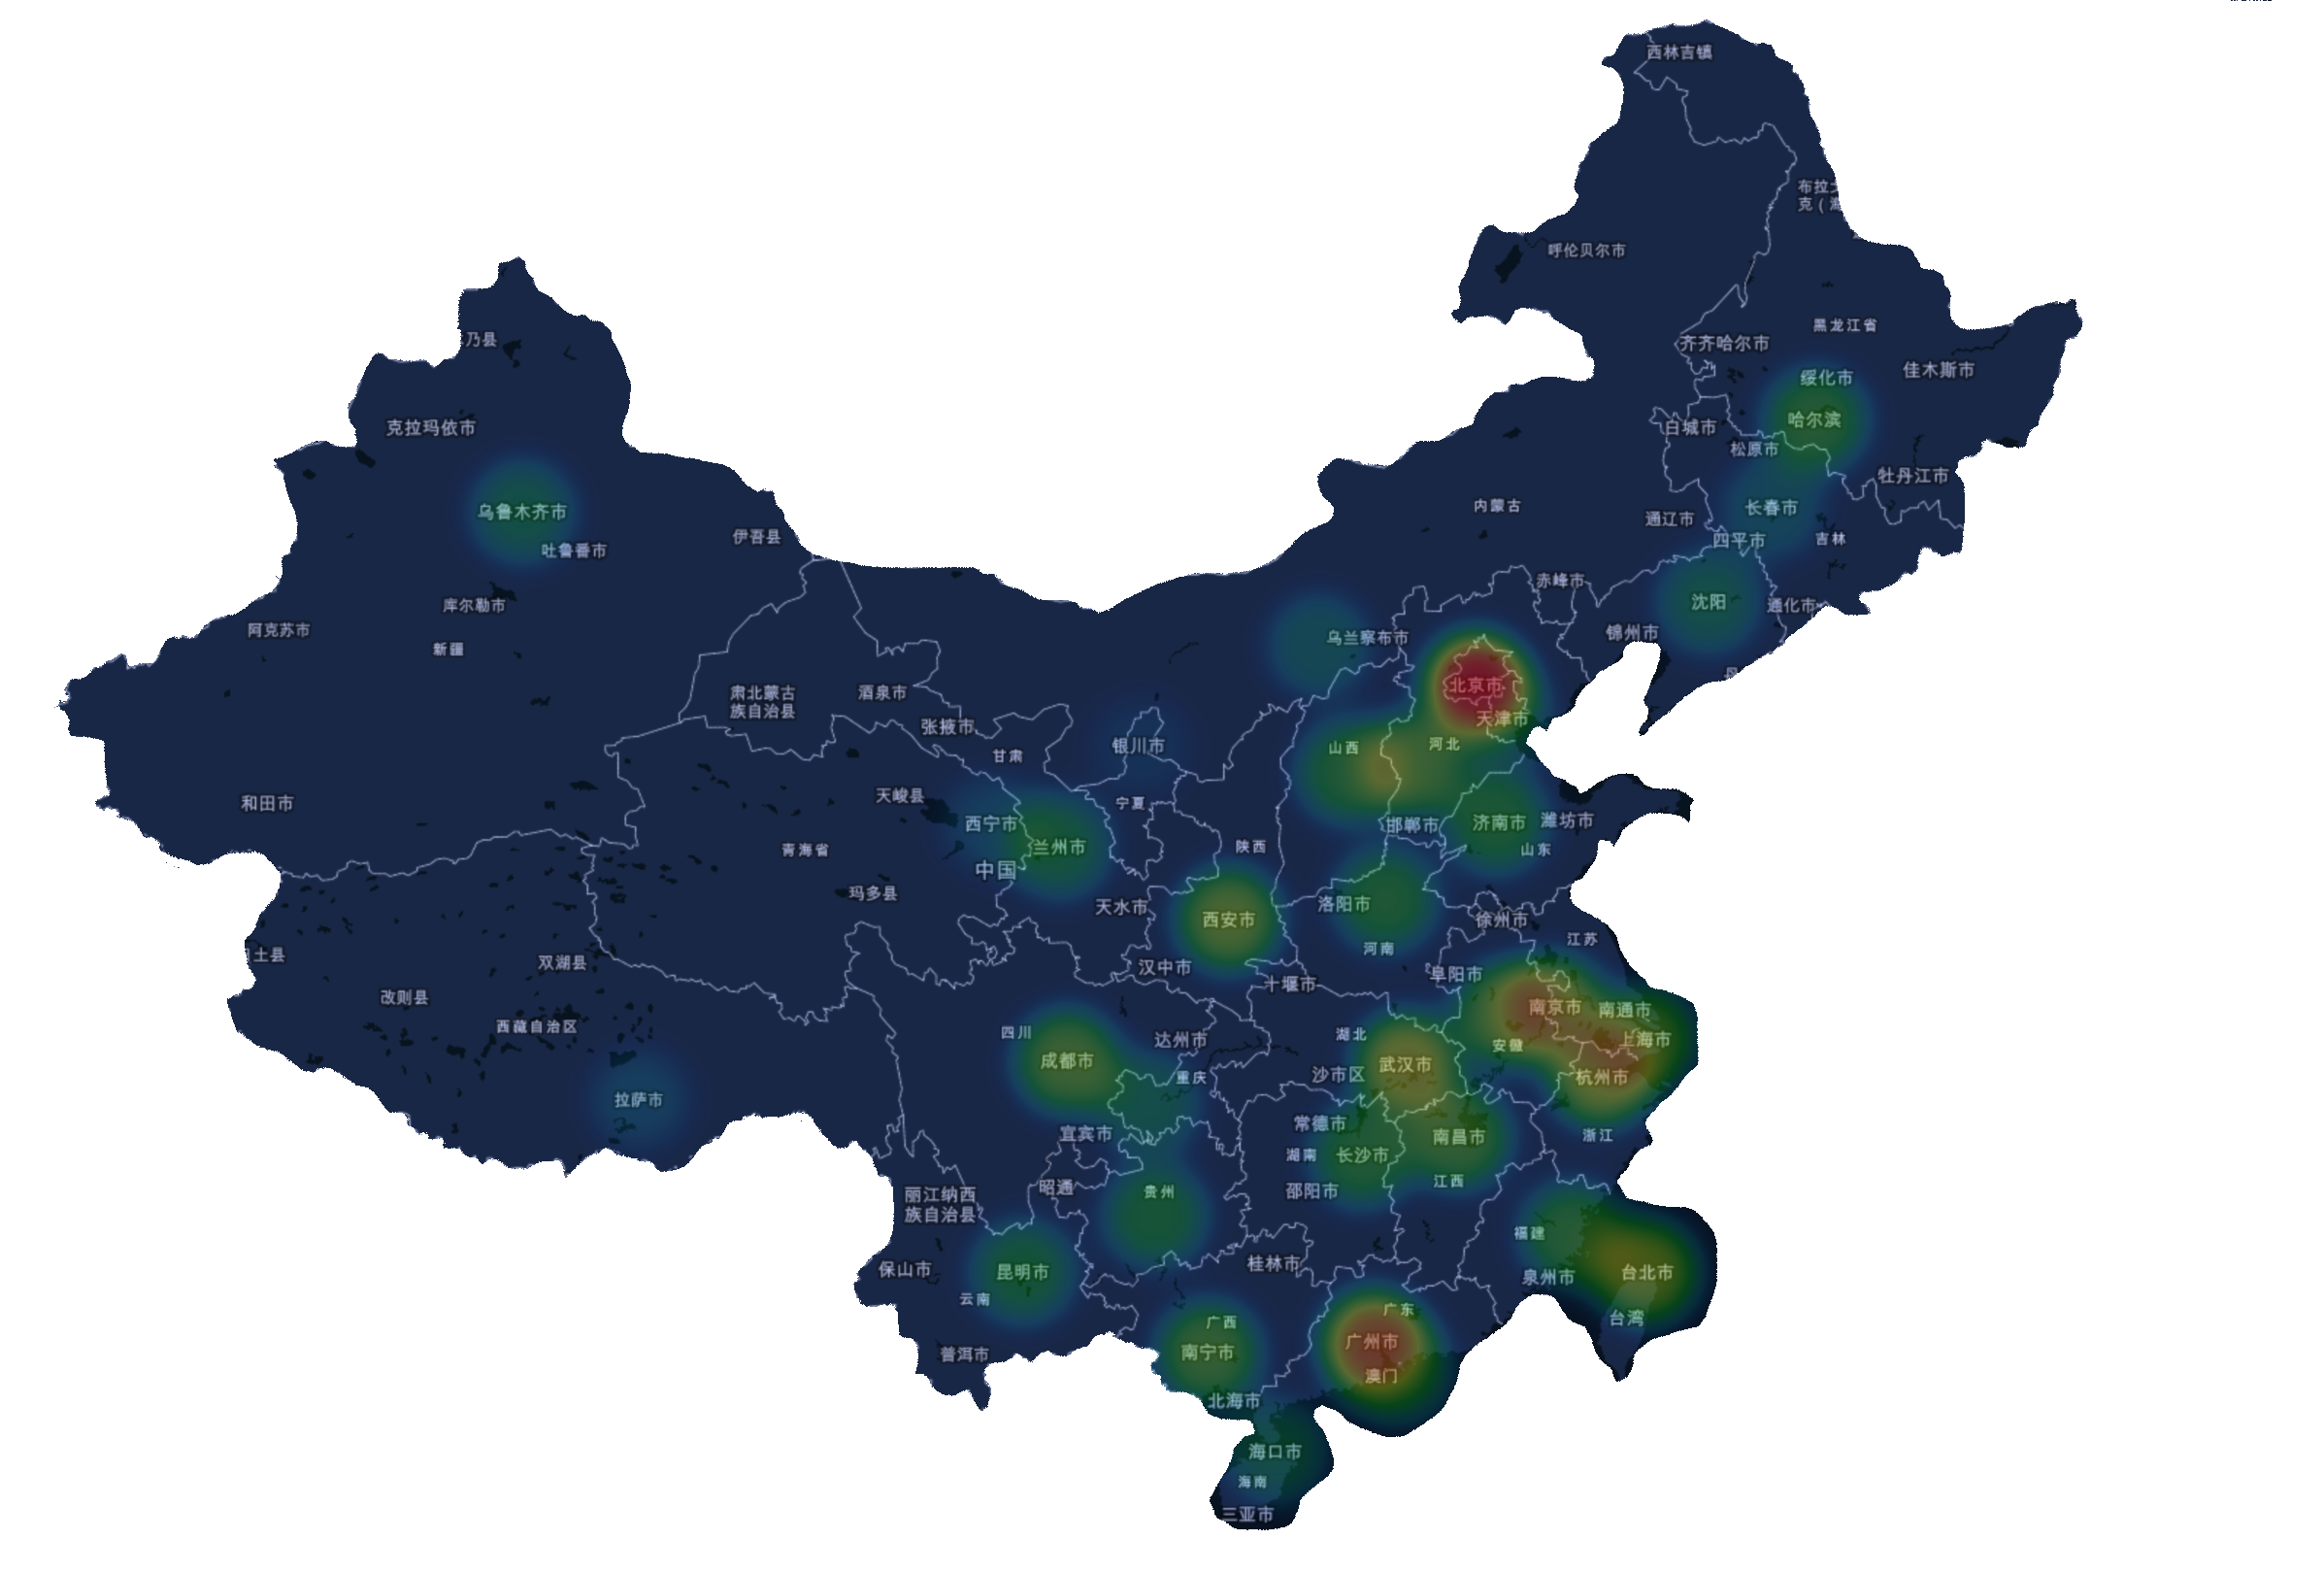 西林吉镇
呼伦贝尔市
黑龙江省
齐齐哈尔市
佳木斯市
绥化市
哈尔滨
白城市
松原市
牡丹江市
乃县
克拉玛依市
乌鲁木齐市
吐鲁番市
伊吾县
内蒙古
通辽市
长春市
四平市
吉林
赤峰市
沈阳
通化市
锦州市
库尔勒市
阿克苏市
新疆
乌兰察布市
北京市
天津市
肃北蒙古
族自治县
酒泉市
张掖市
甘肃
银川市
山西
河北
和田市
天峻县
宁夏
西宁市
兰州市
青海省
中国
陕西
邯郸市
济南市
潍坊市
山东
玛多县
天水市
西安市
洛阳市
徐州市
河南
江苏
土县
双湖县
汉中市
十堰市
阜阳市
改则县
西藏自治区
南京市
南通市
四川
达州市
湖北
安徽
上海市
成都市
重庆
沙市区
武汉市
杭州市
拉萨市
宜宾市
常德市
南昌市
浙江
湖南
长沙市
昭通
贵州
邵阳市
江西
丽江纳西
族自治县
福建
保山市
昆明市
桂林市
泉州市
台北市
云南
台湾
广西
广东
普洱市
南宁市
广州市
澳门
北海市
海口市
海南
三亚市